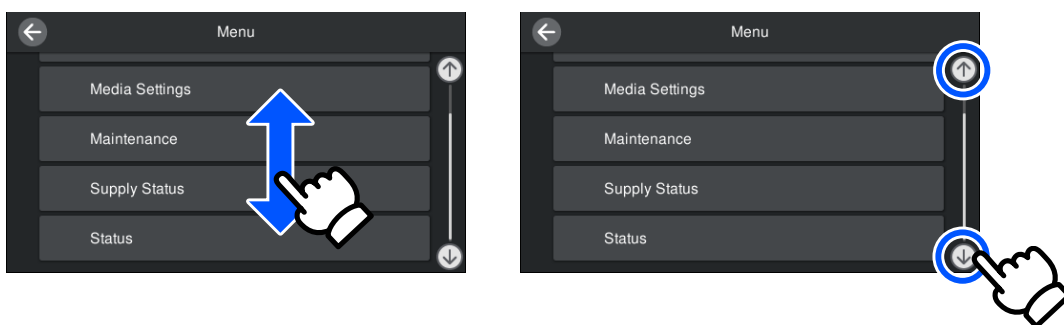 Menu
Media Settings
Maintenance
Supply Status
Status
Menu
Media Settings
Maintenance
Supply Status
Status